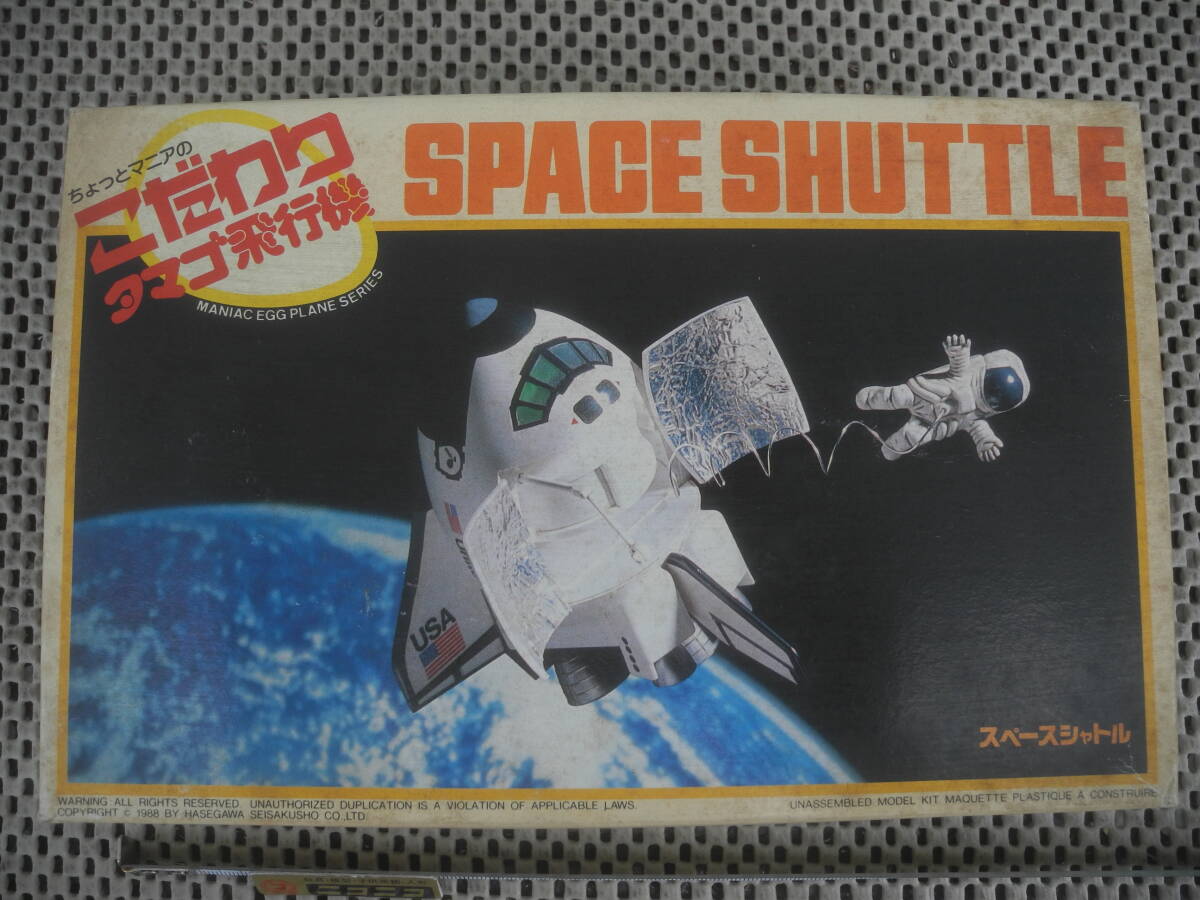 ちょっとマニアの
こだわり
タマゴ飛行機
MANIAC EGG PLANE SERIES
SPACE SHUTTLE
USA
スペースシャトル
WARNING ALL RIGHTS RESERVED. UNAUTHORIZED DUPLICATION IS A VIOLATION OF APPLICABLE LAWS.
COPYRIGHT © 1988 BY HASEGAWA SEISAKUSHO CO.,LTD.
UNASSEMBLED MODEL KIT MAQUETTE PLASTIQUE A CONSTRUIRE